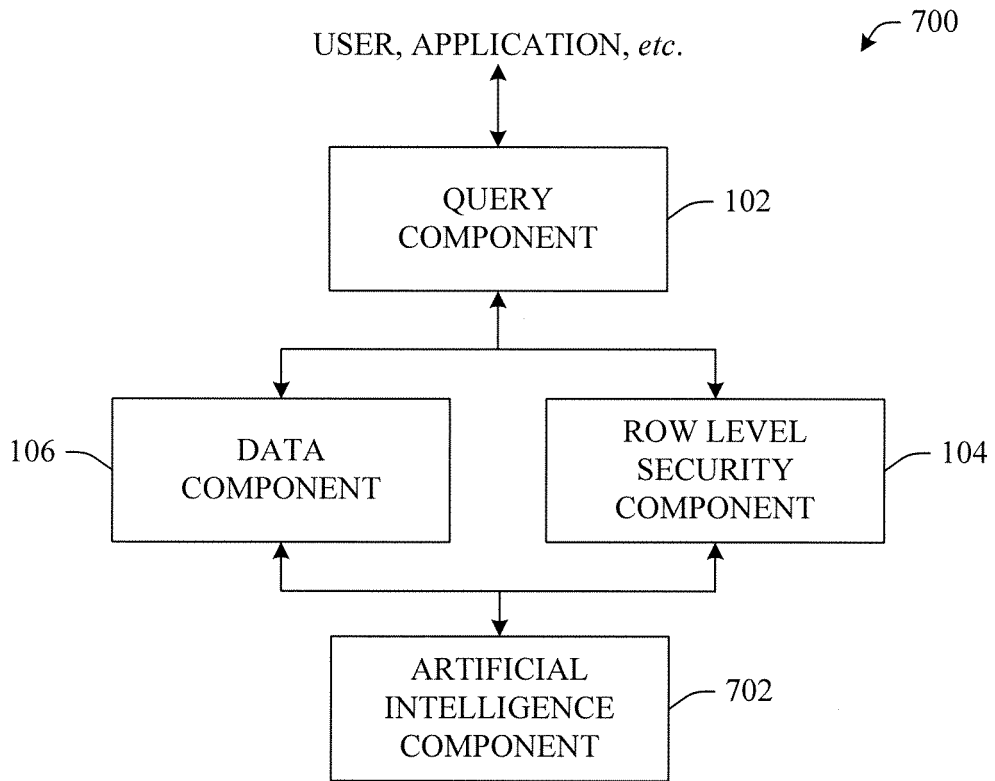 700
USER, APPLICATION, etc.
QUERY
COMPONENT
102
DATA
COMPONENT
106
ROW LEVEL
SECURITY
COMPONENT
104
ARTIFICIAL
INTELLIGENCE
COMPONENT
702